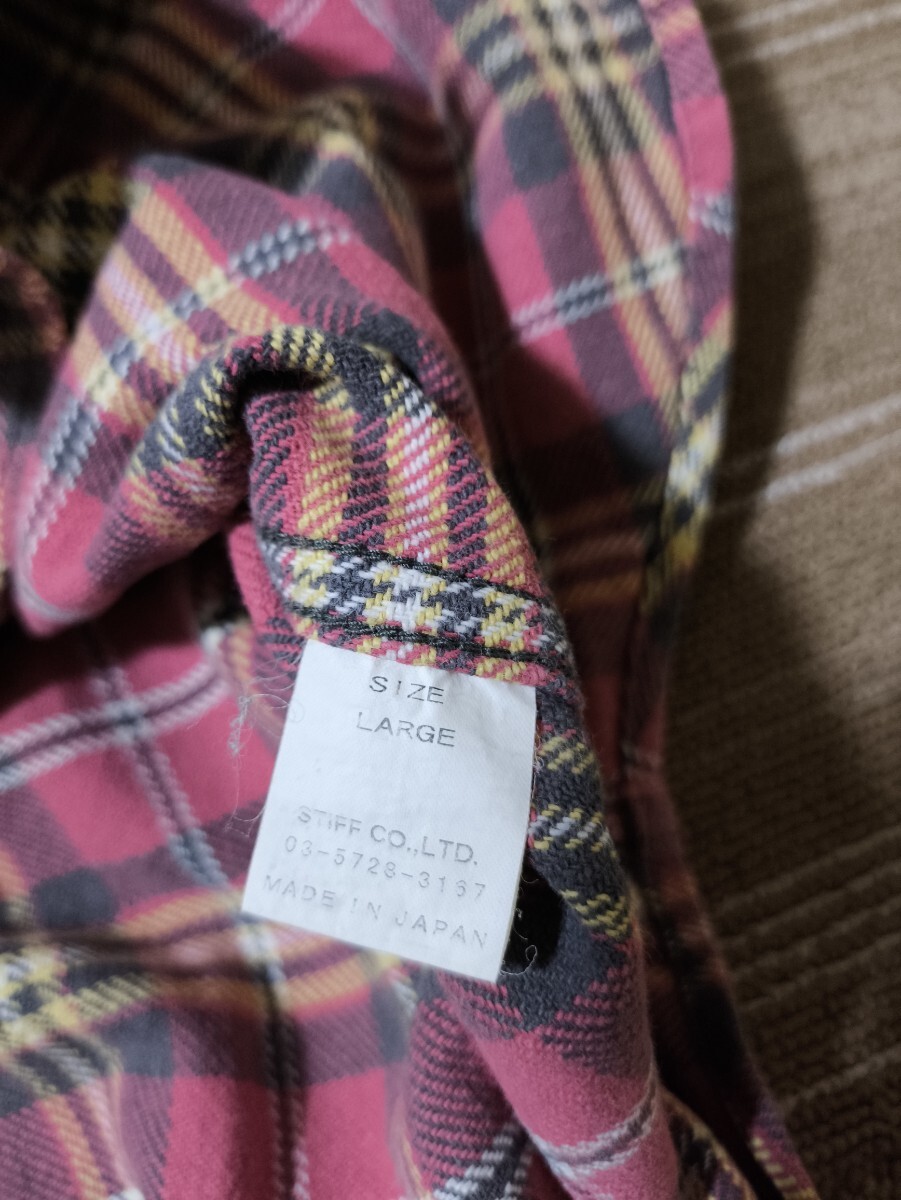 SIZE
LARGE
STIFF CO.,LTD.
03-5728-3167
MADE IN JAPAN